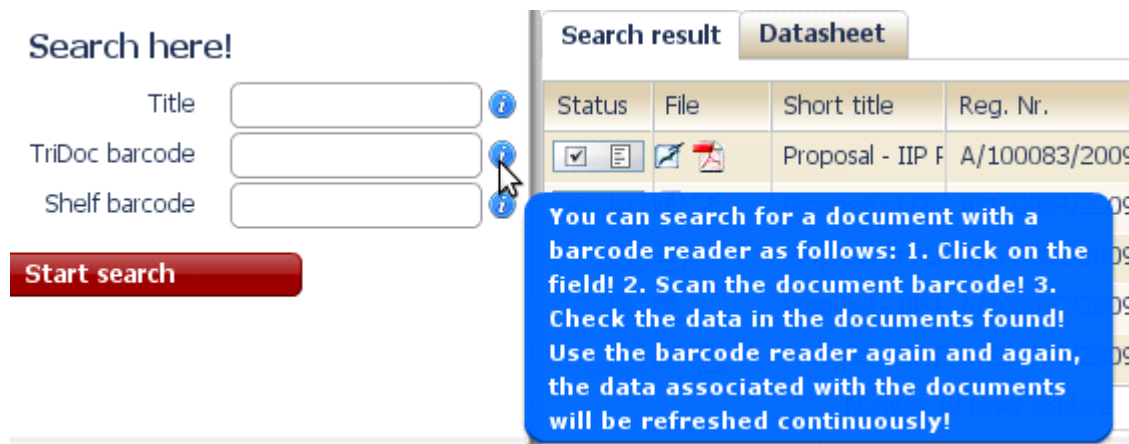 Search here!
Title
TriDoc barcode
Shelf barcode
Start search
Search result Datasheet
Status File Short title Reg. Nr.
Proposal - IIP A/100083/2009
You can search for a document with a
barcode reader as follows: 1. Click on the
field! 2. Scan the document barcode! 3.
Check the data in the documents found!
Use the barcode reader again and again,
the data associated with the documents
will be refreshed continuously!